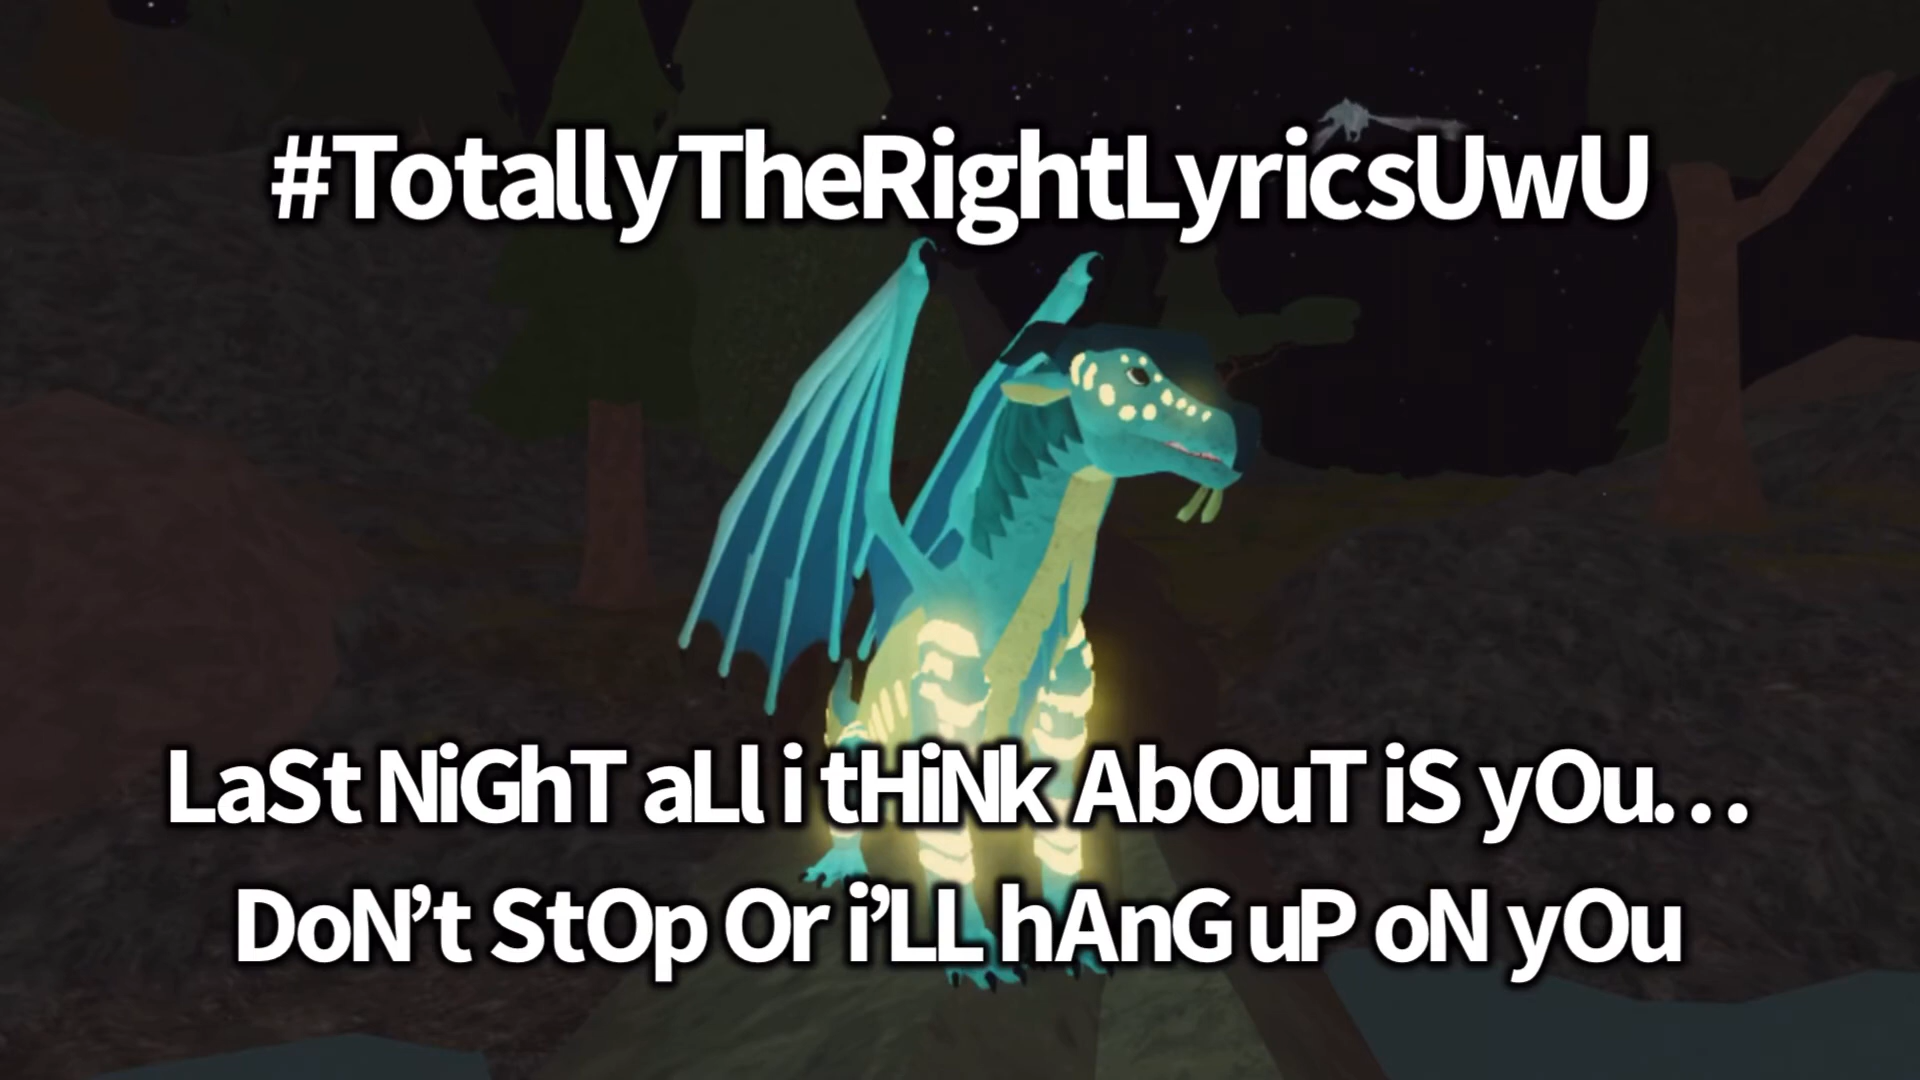 #TotallyTheRightLyricsUwU
LaSt NiGhT aLl i tHiNk AbOuT iS yOu...
DoN’t StOp Or i’LL hAnG uP oN yOu